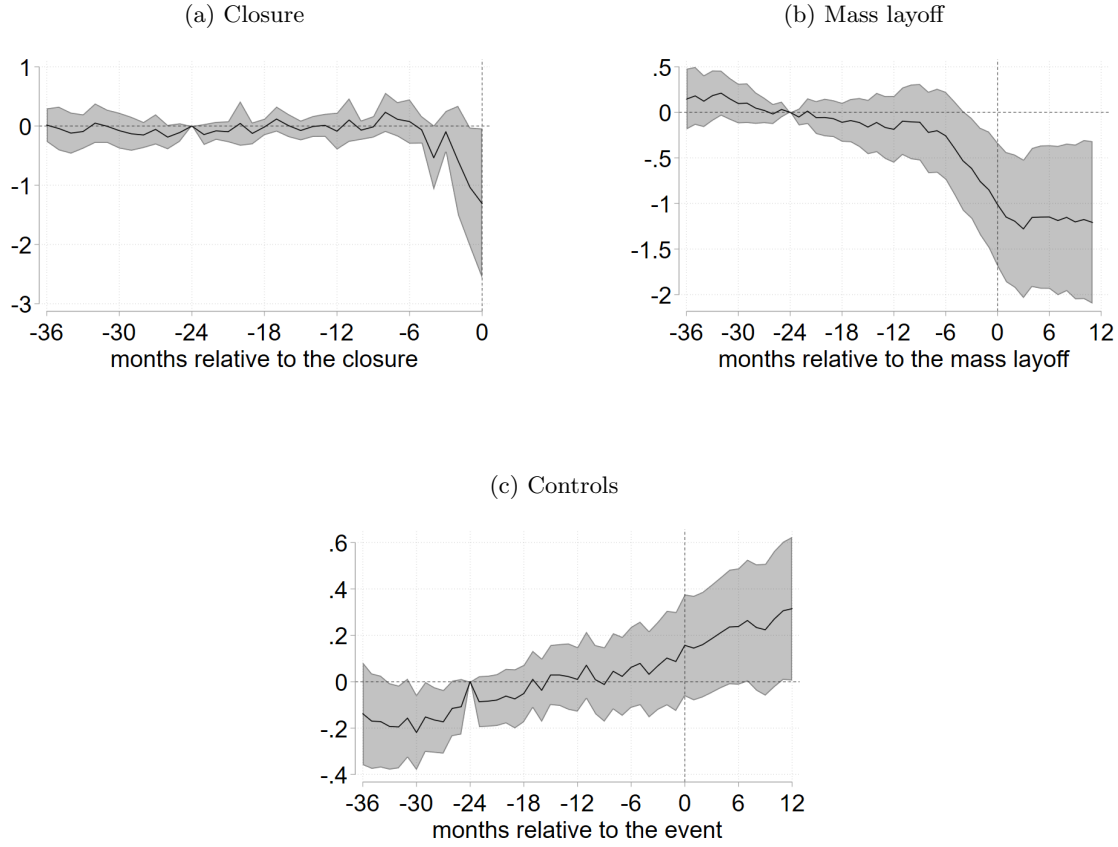 (a) Closure
1
0
-1
-2
-3
-36 -30 -24 -18 -12 -6 0
months relative to the closure
(b) Mass layoff
.5
0
-.5
-1
-1.5
-2
-36 -30 -24 -18 -12 -6 0 6 12
months relative to the mass layoff
(c) Controls
.6
.4
.2
0
-.2
-.4
-36 -30 -24 -18 -12 -6 0 6 12
months relative to the event